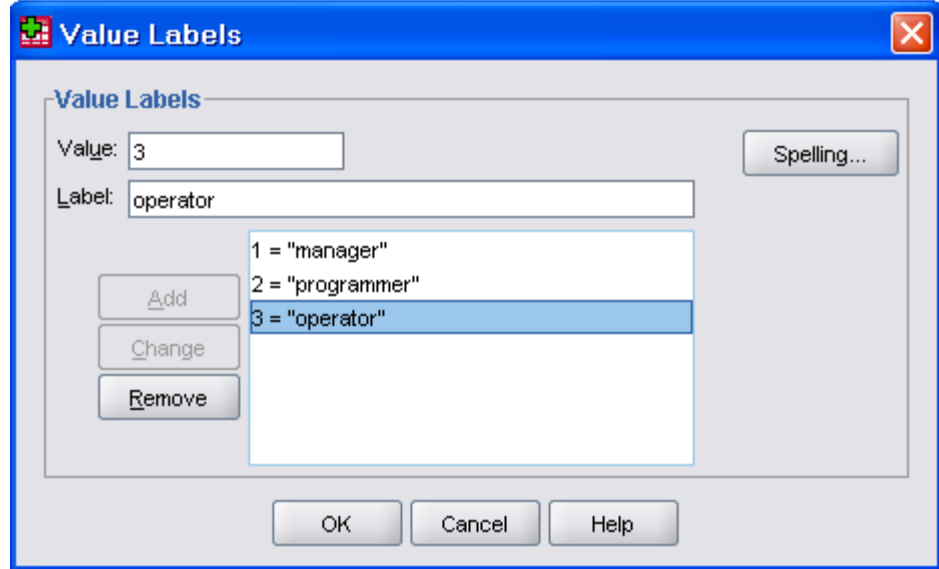 Value Labels
Value Labels
Value: 3
Spelling...
Label: operator
1 = "manager"
2 = "programmer"
3 = "operator"
Add
Change
Remove
OK Cancel Help